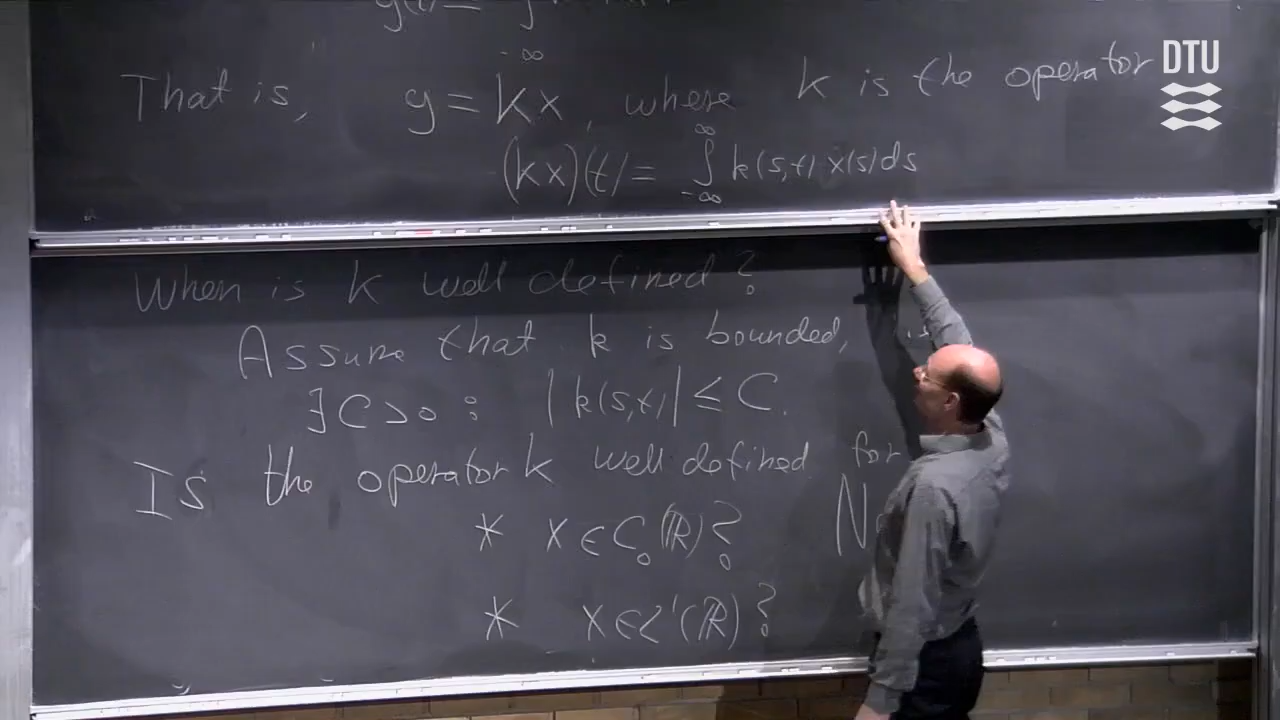 y(t) = ∫
-∞
That is, y = Kx, where K is the operator
(Kx)(t) = ∫_{-∞}^{∞} k(s,t) x(s) ds
When is K well defined?
Assume that k is bounded,
∃ C > 0 : |k(s,t)| ≤ C.
Is the operator K well defined for
* x ∈ C₀(ℝ)?
* x ∈ L¹(ℝ)?
DTU